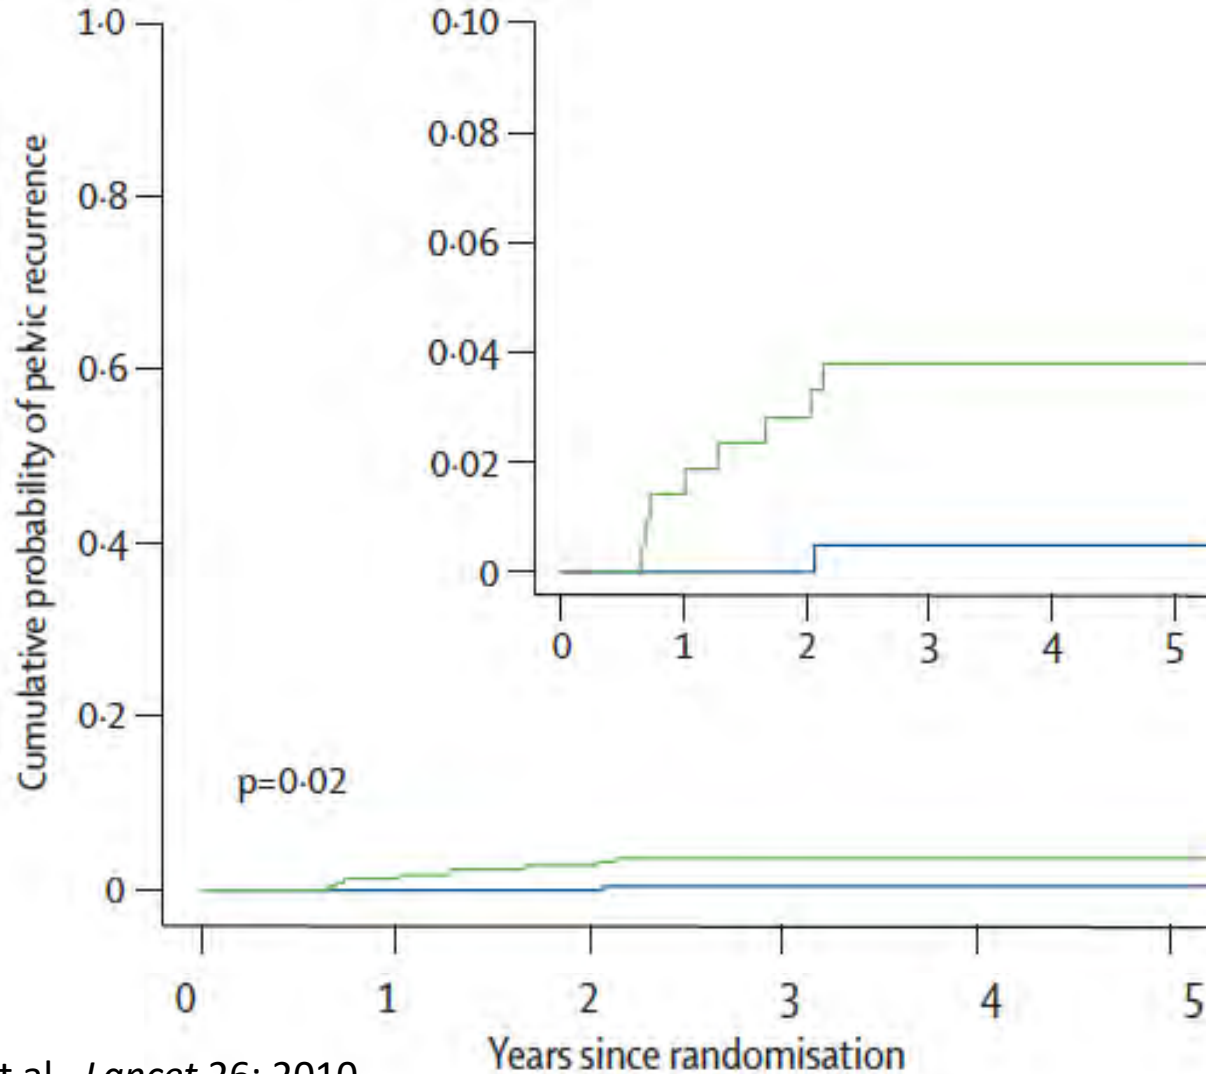 Cumulative probability of pelvic recurrence
1·0
0·8
0·6
0·4
0·2
0
0·10
0·08
0·06
0·04
0·02
0
0 1 2 3 4 5
p=0·02
0 1 2 3 4 5
Years since randomisation
et al., Lancet 26; 2010